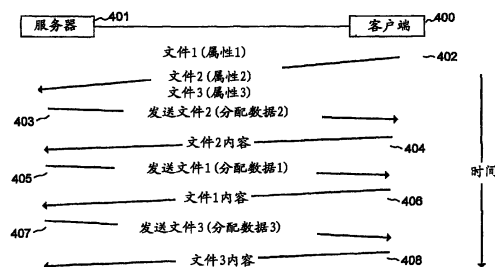 服务器 401 客户端 400
文件1(属性1) 402
文件2(属性2)
文件3(属性3)
403 发送文件2(分配数据2)
文件2内容 404
405 发送文件1(分配数据1)
时间
文件1内容 406
407 发送文件3(分配数据3)
文件3内容 408